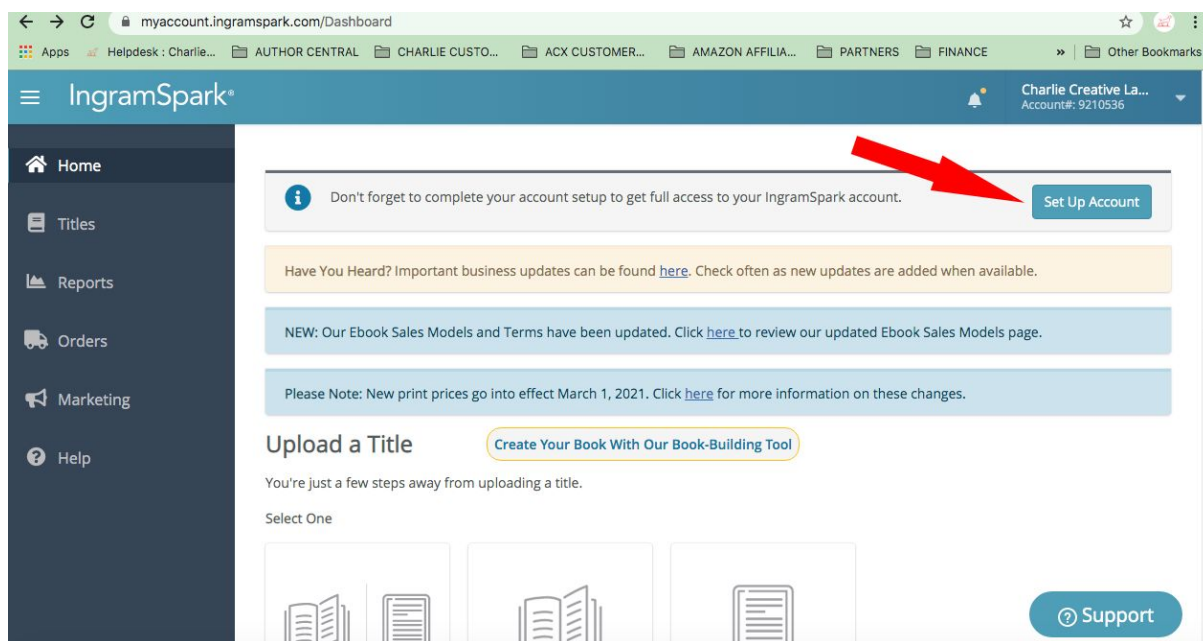 myaccount.ingramspark.com/Dashboard
Apps Helpdesk : Charlie... AUTHOR CENTRAL CHARLIE CUSTO... ACX CUSTOMER... AMAZON AFFILIA... PARTNERS FINANCE » Other Bookmarks
IngramSpark®
Charlie Creative La...
Account#: 9210536
Home
Titles
Reports
Orders
Marketing
Help
Don't forget to complete your account setup to get full access to your IngramSpark account.
Set Up Account
Have You Heard? Important business updates can be found here. Check often as new updates are added when available.
NEW: Our Ebook Sales Models and Terms have been updated. Click here to review our updated Ebook Sales Models page.
Please Note: New print prices go into effect March 1, 2021. Click here for more information on these changes.
Upload a Title
Create Your Book With Our Book-Building Tool
You're just a few steps away from uploading a title.
Select One
Support